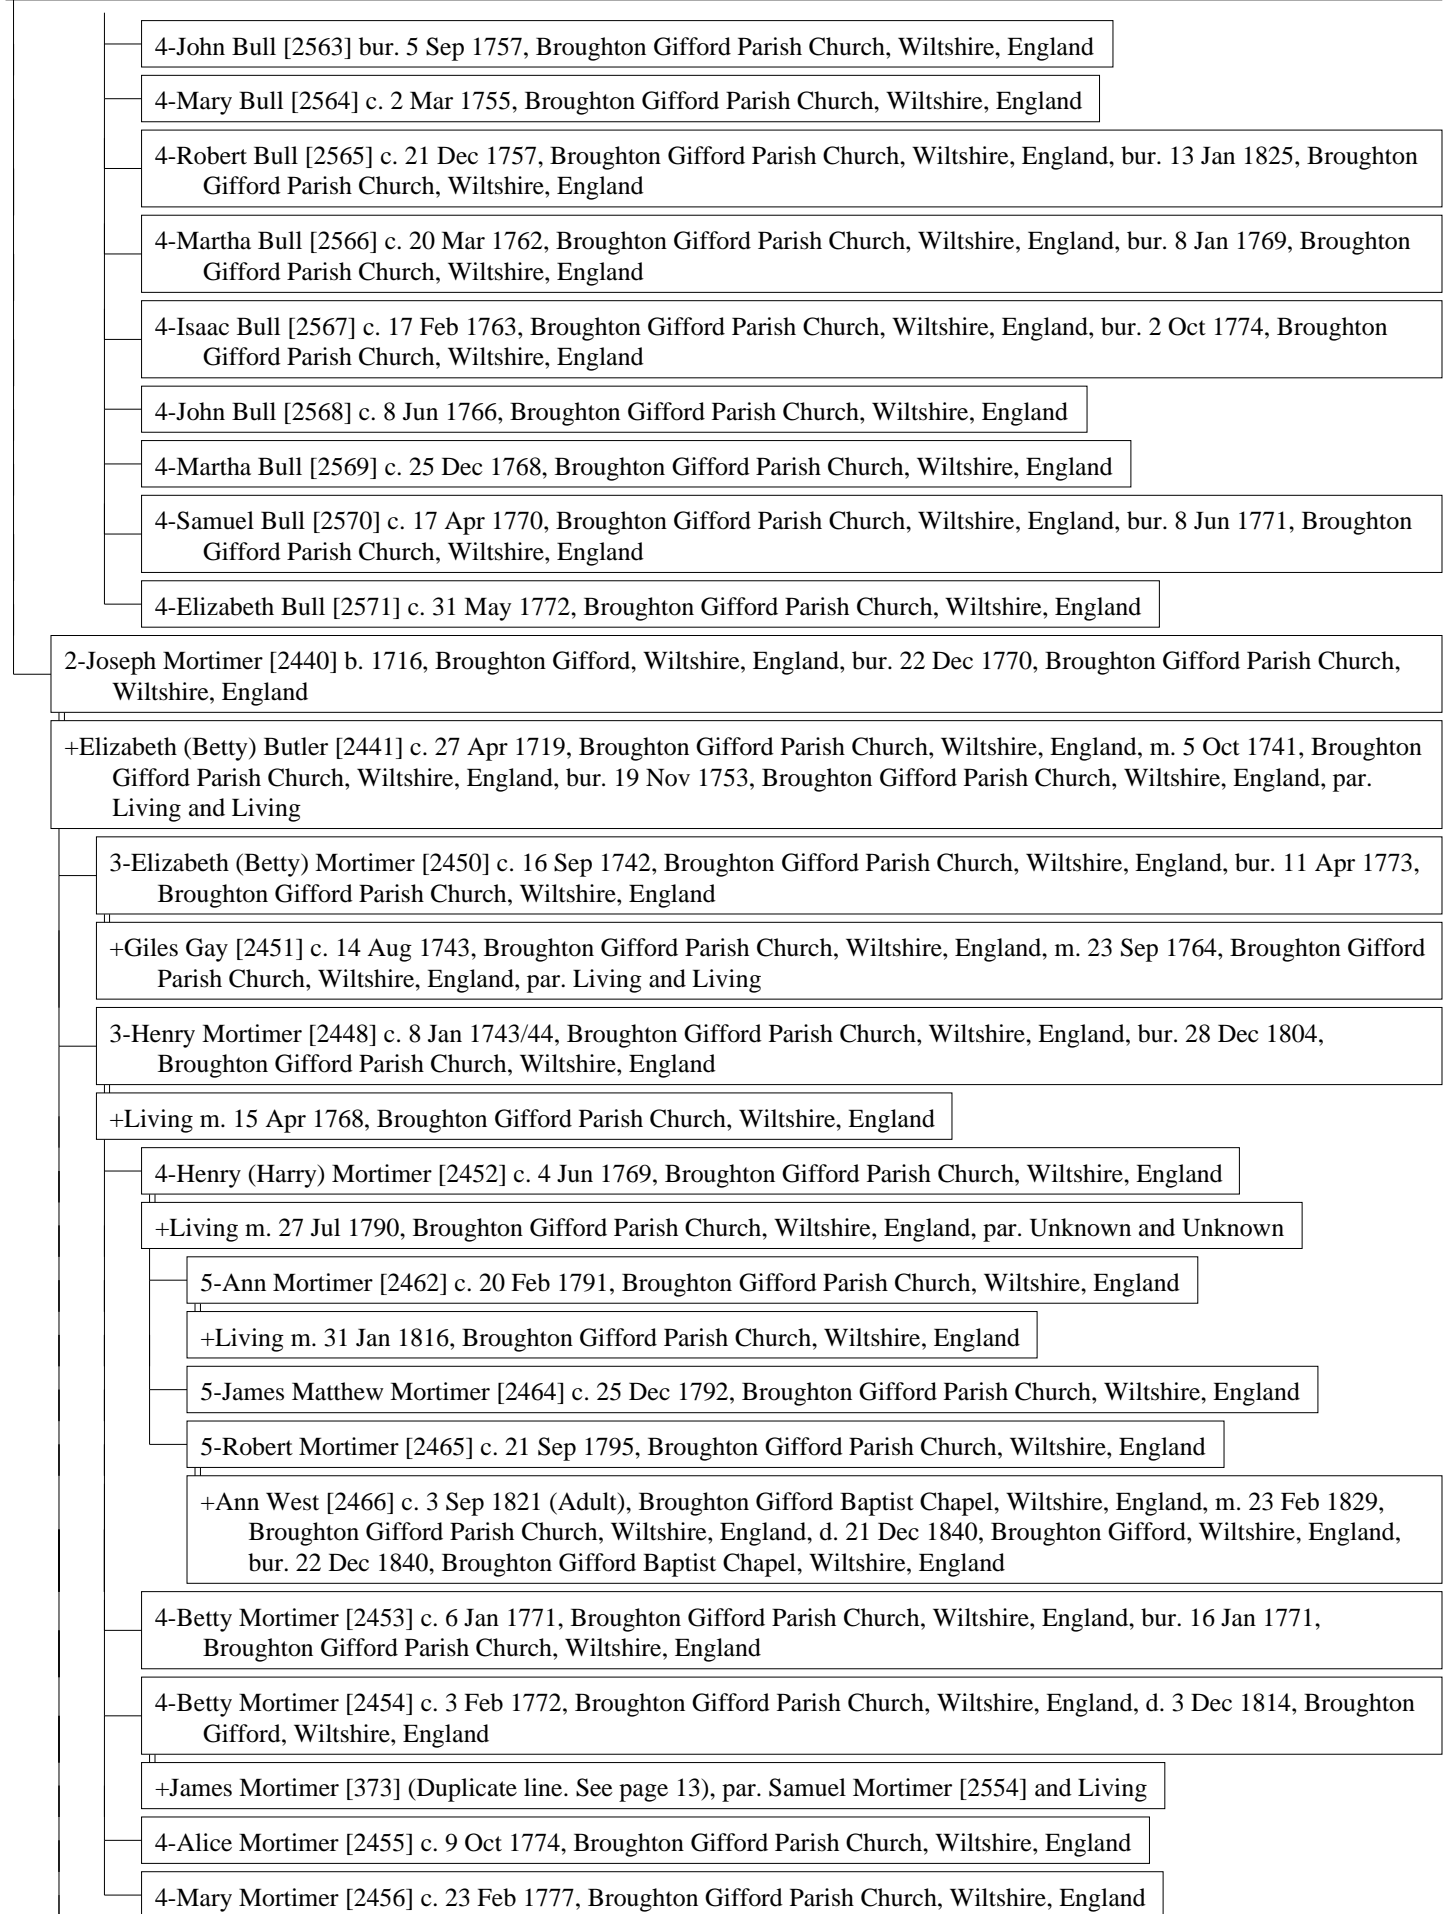 4-John Bull [2563] bur. 5 Sep 1757, Broughton Gifford Parish Church, Wiltshire, England
4-Mary Bull [2564] c. 2 Mar 1755, Broughton Gifford Parish Church, Wiltshire, England
4-Robert Bull [2565] c. 21 Dec 1757, Broughton Gifford Parish Church, Wiltshire, England, bur. 13 Jan 1825, Broughton
Gifford Parish Church, Wiltshire, England
4-Martha Bull [2566] c. 20 Mar 1762, Broughton Gifford Parish Church, Wiltshire, England, bur. 8 Jan 1769, Broughton
Gifford Parish Church, Wiltshire, England
4-Isaac Bull [2567] c. 17 Feb 1763, Broughton Gifford Parish Church, Wiltshire, England, bur. 2 Oct 1774, Broughton
Gifford Parish Church, Wiltshire, England
4-John Bull [2568] c. 8 Jun 1766, Broughton Gifford Parish Church, Wiltshire, England
4-Martha Bull [2569] c. 25 Dec 1768, Broughton Gifford Parish Church, Wiltshire, England
4-Samuel Bull [2570] c. 17 Apr 1770, Broughton Gifford Parish Church, Wiltshire, England, bur. 8 Jun 1771, Broughton
Gifford Parish Church, Wiltshire, England
4-Elizabeth Bull [2571] c. 31 May 1772, Broughton Gifford Parish Church, Wiltshire, England
2-Joseph Mortimer [2440] b. 1716, Broughton Gifford, Wiltshire, England, bur. 22 Dec 1770, Broughton Gifford Parish Church,
Wiltshire, England
+Elizabeth (Betty) Butler [2441] c. 27 Apr 1719, Broughton Gifford Parish Church, Wiltshire, England, m. 5 Oct 1741, Broughton
Gifford Parish Church, Wiltshire, England, bur. 19 Nov 1753, Broughton Gifford Parish Church, Wiltshire, England, par.
Living and Living
3-Elizabeth (Betty) Mortimer [2450] c. 16 Sep 1742, Broughton Gifford Parish Church, Wiltshire, England, bur. 11 Apr 1773,
Broughton Gifford Parish Church, Wiltshire, England
+Giles Gay [2451] c. 14 Aug 1743, Broughton Gifford Parish Church, Wiltshire, England, m. 23 Sep 1764, Broughton Gifford
Parish Church, Wiltshire, England, par. Living and Living
3-Henry Mortimer [2448] c. 8 Jan 1743/44, Broughton Gifford Parish Church, Wiltshire, England, bur. 28 Dec 1804,
Broughton Gifford Parish Church, Wiltshire, England
+Living m. 15 Apr 1768, Broughton Gifford Parish Church, Wiltshire, England
4-Henry (Harry) Mortimer [2452] c. 4 Jun 1769, Broughton Gifford Parish Church, Wiltshire, England
+Living m. 27 Jul 1790, Broughton Gifford Parish Church, Wiltshire, England, par. Unknown and Unknown
5-Ann Mortimer [2462] c. 20 Feb 1791, Broughton Gifford Parish Church, Wiltshire, England
+Living m. 31 Jan 1816, Broughton Gifford Parish Church, Wiltshire, England
5-James Matthew Mortimer [2464] c. 25 Dec 1792, Broughton Gifford Parish Church, Wiltshire, England
5-Robert Mortimer [2465] c. 21 Sep 1795, Broughton Gifford Parish Church, Wiltshire, England
+Ann West [2466] c. 3 Sep 1821 (Adult), Broughton Gifford Baptist Chapel, Wiltshire, England, m. 23 Feb 1829,
Broughton Gifford Parish Church, Wiltshire, England, d. 21 Dec 1840, Broughton Gifford, Wiltshire, England,
bur. 22 Dec 1840, Broughton Gifford Baptist Chapel, Wiltshire, England
4-Betty Mortimer [2453] c. 6 Jan 1771, Broughton Gifford Parish Church, Wiltshire, England, bur. 16 Jan 1771,
Broughton Gifford Parish Church, Wiltshire, England
4-Betty Mortimer [2454] c. 3 Feb 1772, Broughton Gifford Parish Church, Wiltshire, England, d. 3 Dec 1814, Broughton
Gifford, Wiltshire, England
+James Mortimer [373] (Duplicate line. See page 13), par. Samuel Mortimer [2554] and Living
4-Alice Mortimer [2455] c. 9 Oct 1774, Broughton Gifford Parish Church, Wiltshire, England
4-Mary Mortimer [2456] c. 23 Feb 1777, Broughton Gifford Parish Church, Wiltshire, England